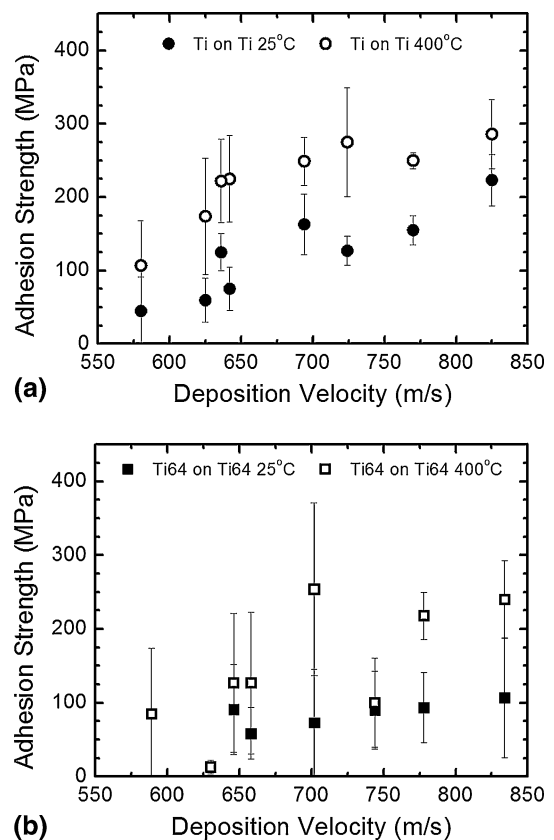 Ti on Ti 25°C Ti on Ti 400°C
400
300
200
100
0
550 600 650 700 750 800 850
Adhesion Strength (MPa)
Deposition Velocity (m/s)
(a)
Ti64 on Ti64 25°C Ti64 on Ti64 400°C
400
300
200
100
0
550 600 650 700 750 800 850
Adhesion Strength (MPa)
Deposition Velocity (m/s)
(b)